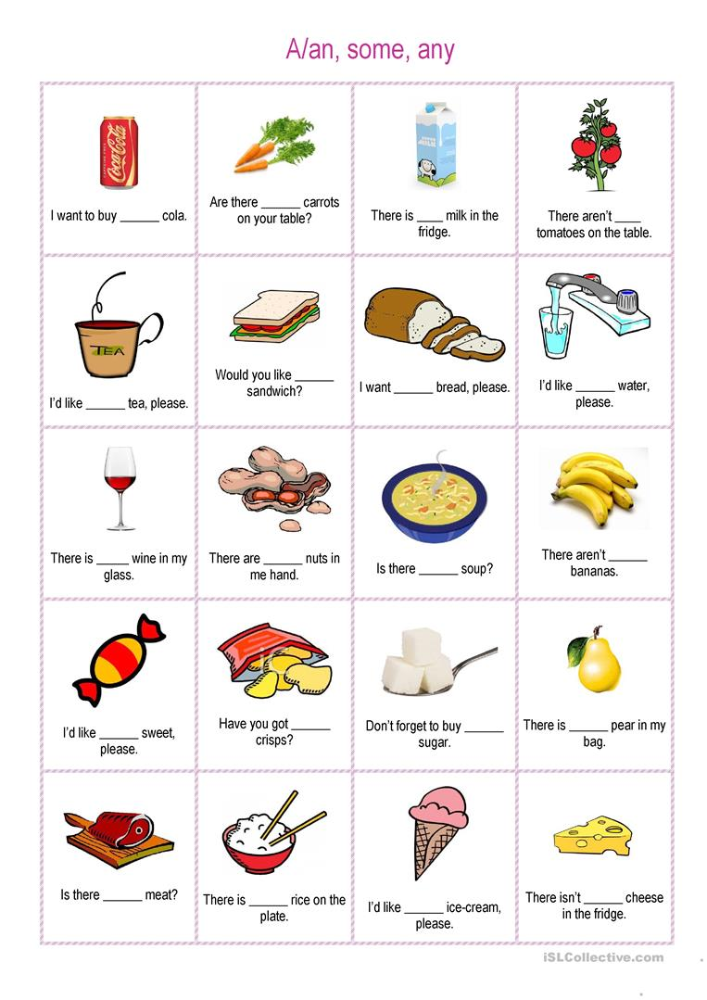 A/an, some, any
Coca-Cola
I want to buy ______ cola.
Are there ______ carrots
on your table?
MILK
There is ____ milk in the
fridge.
There aren't ____
tomatoes on the table.
TEA
I'd like ______ tea, please.
Would you like ______
sandwich?
I want ______ bread, please.
I'd like ______ water,
please.
There is _____ wine in my
glass.
There are ______ nuts in
me hand.
Is there ______ soup?
There aren't ______
bananas.
I'd like ______ sweet,
please.
Have you got ______
crisps?
Don't forget to buy ______
sugar.
There is ______ pear in my
bag.
Is there ______ meat?
There is ______ rice on the
plate.
I'd like ______ ice-cream,
please.
There isn't ______ cheese
in the fridge.
iSLCollective.com